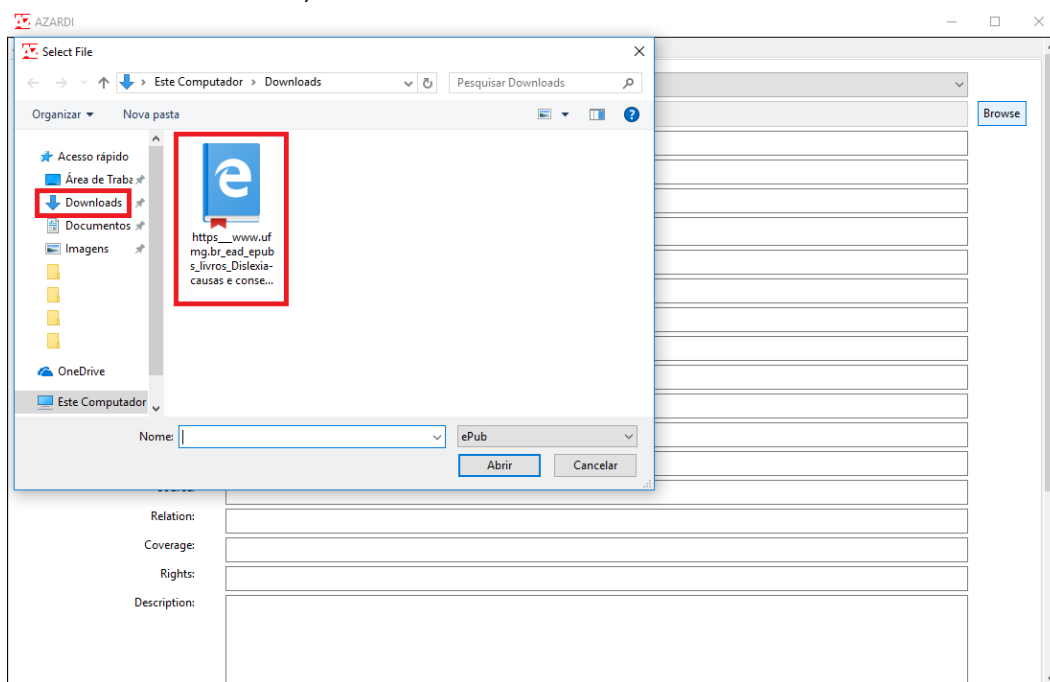 AZARDI
Select File
Este Computador > Downloads
Pesquisar Downloads
Organizar
Nova pasta
Browse
Acesso rápido
Área de Traba
Downloads
Documentos
Imagens
OneDrive
Este Computador
https___www.uf
mg.br_ead_epub
s_livros_Dislexia-
causas e conse...
Nome:
ePub
Abrir
Cancelar
Relation:
Coverage:
Rights:
Description: